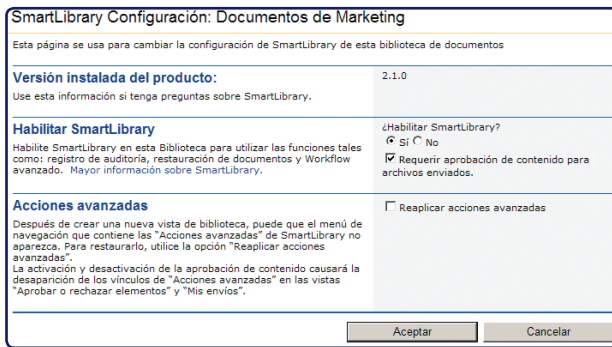 SmartLibrary Configuración: Documentos de Marketing
Esta página se usa para cambiar la configuración de SmartLibrary de esta biblioteca de documentos
Versión instalada del producto:
Use esta información si tenga preguntas sobre SmartLibrary.
2.1.0
Habilitar SmartLibrary
Habilite SmartLibrary en esta Biblioteca para utilizar las funciones tales
como: registro de auditoría, restauración de documentos y Workflow
avanzado. Mayor información sobre SmartLibrary.
¿Habilitar SmartLibrary?
Sí No
Requerir aprobación de contenido para
archivos enviados.
Acciones avanzadas
Después de crear una nueva vista de biblioteca, puede que el menú de
navegación que contiene las "Acciones avanzadas" de SmartLibrary no
aparezca. Para restaurarlo, utilice la opción "Reaplicar acciones
avanzadas".
La activación y desactivación de la aprobación de contenido causará la
desaparición de los vínculos de "Acciones avanzadas" en las vistas
"Aprobar o rechazar elementos" y "Mis envíos".
Reaplicar acciones avanzadas
Aceptar Cancelar